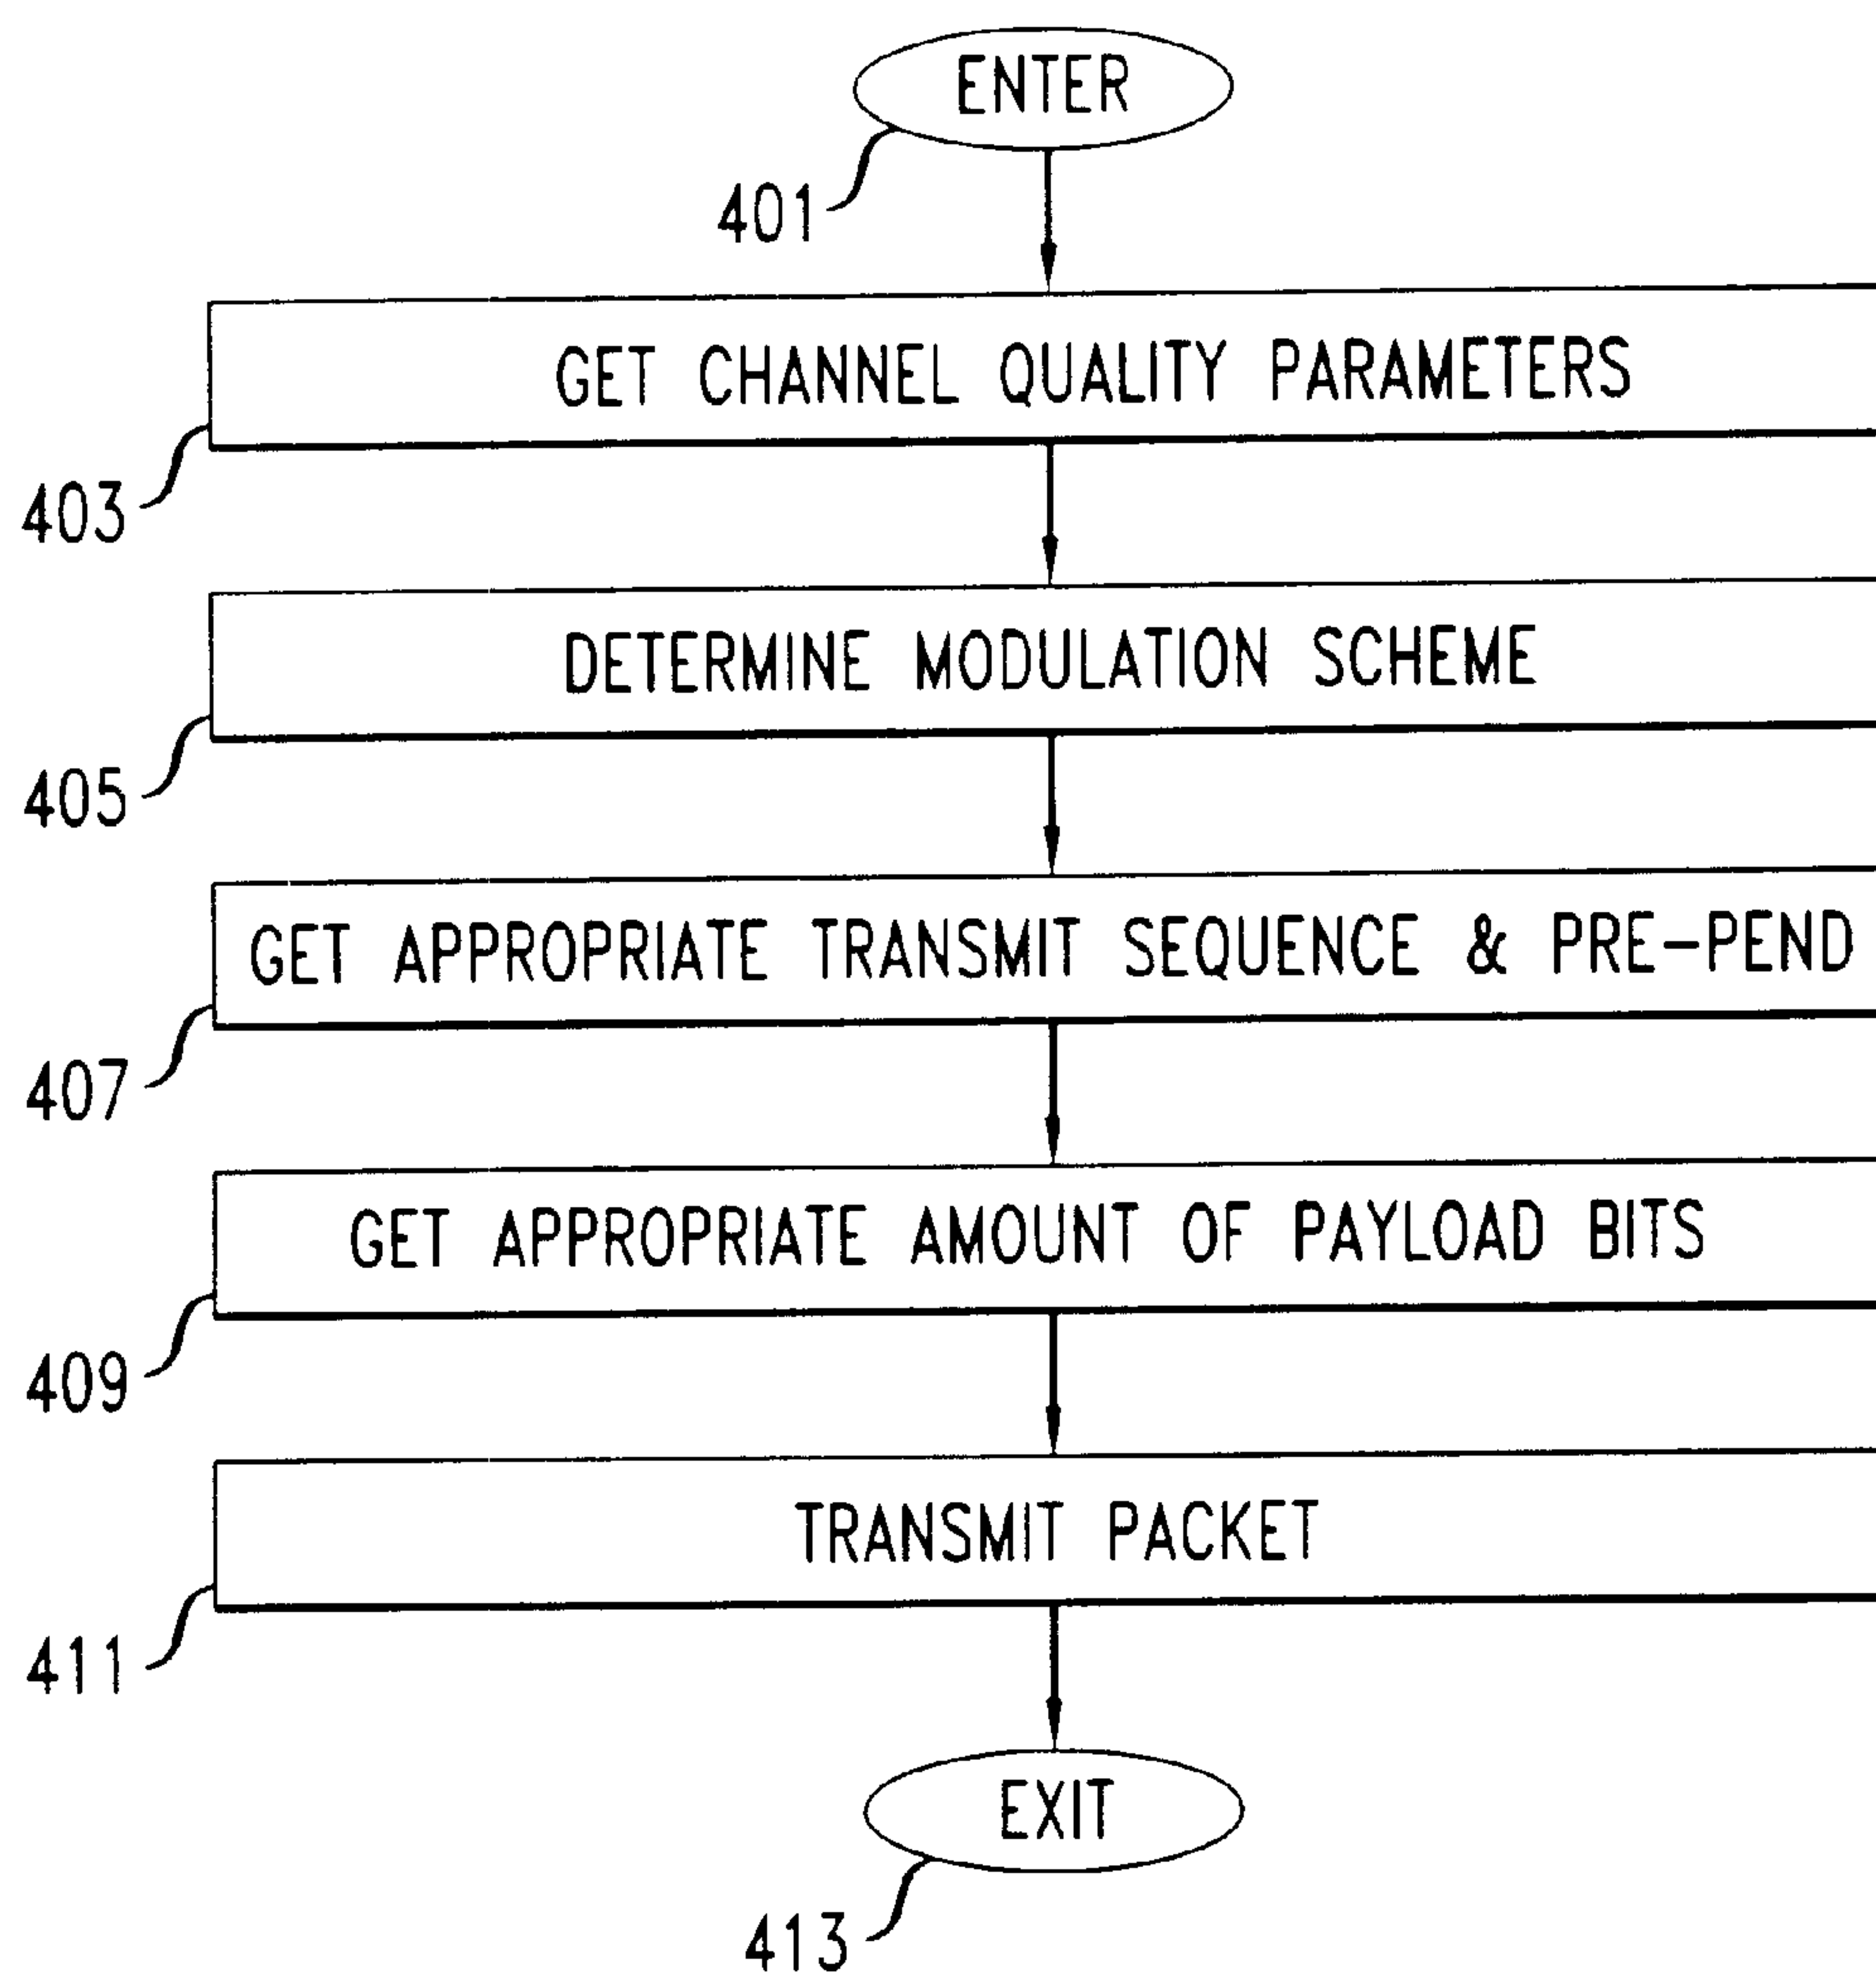 ENTER
401
GET CHANNEL QUALITY PARAMETERS
403
DETERMINE MODULATION SCHEME
405
GET APPROPRIATE TRANSMIT SEQUENCE & PRE-PEND
407
GET APPROPRIATE AMOUNT OF PAYLOAD BITS
409
TRANSMIT PACKET
411
EXIT
413